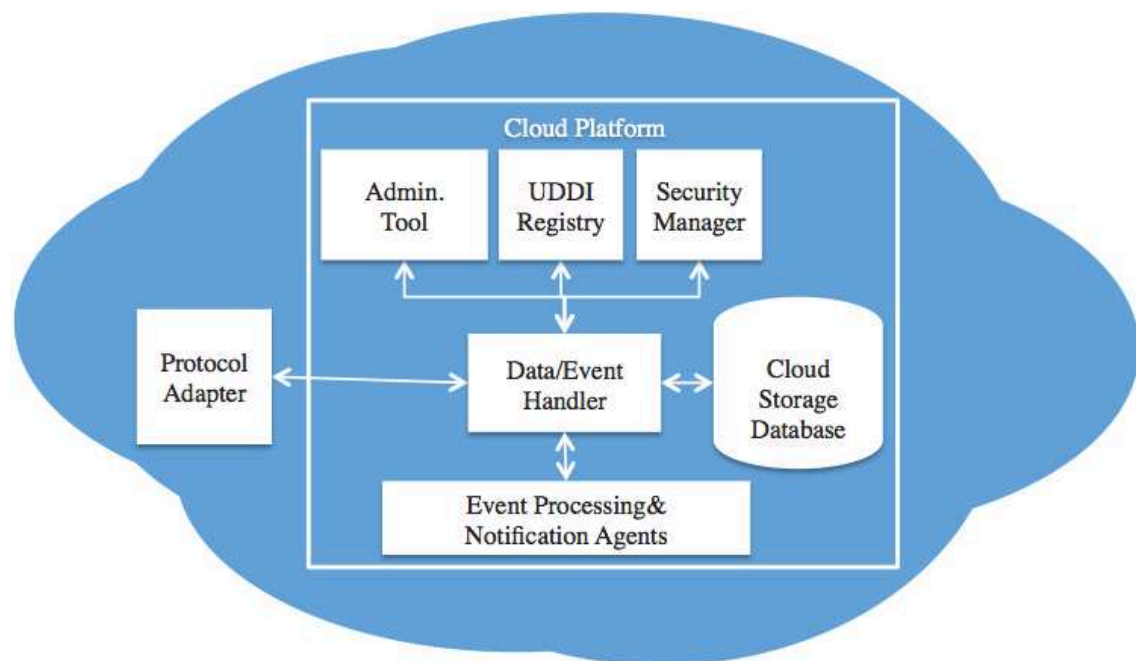 Cloud Platform
Admin.
Tool
UDDI
Registry
Security
Manager
Protocol
Adapter
Data/Event
Handler
Cloud
Storage
Database
Event Processing&
Notification Agents